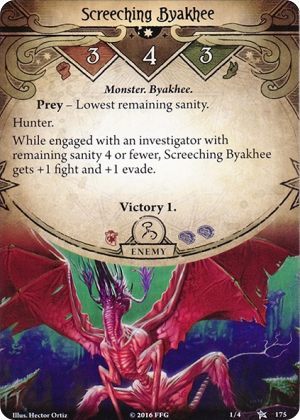 Screeching Byakhee
3 4 3
Monster. Byakhee.
Prey – Lowest remaining sanity.
Hunter.
While engaged with an investigator with
remaining sanity 4 or fewer, Screeching Byakhee
gets +1 fight and +1 evade.
Victory 1.
ENEMY
Illus. Hector Ortiz © 2016 FFG 1/4 175